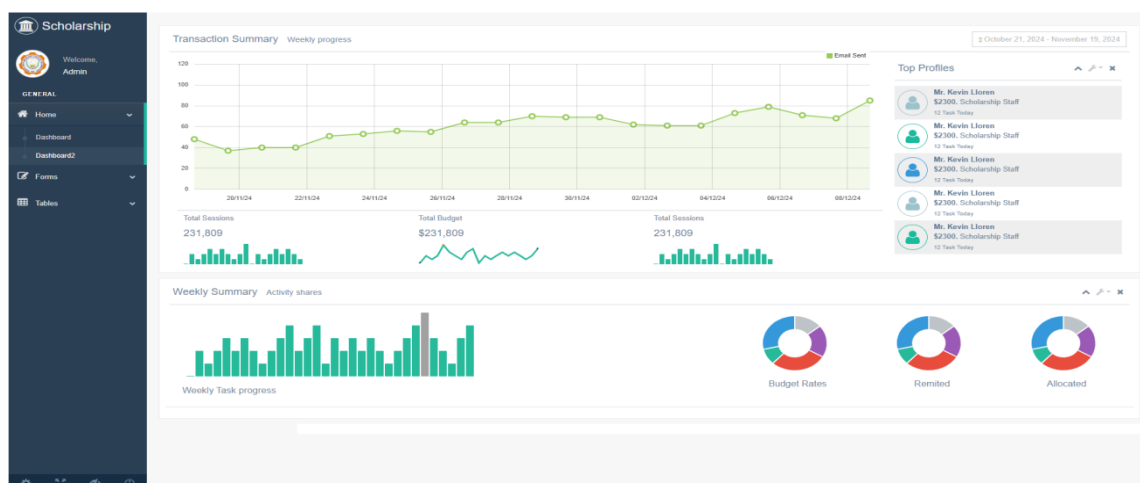 Scholarship
Welcome,
Admin
GENERAL
Home
Dashboard
Dashboard2
Forms
Tables
Transaction Summary Weekly progress
October 21, 2024 - November 19, 2024
Email Sent
120
100
80
60
40
20
0
20/11/24 22/11/24 24/11/24 26/11/24 28/11/24 30/11/24 02/12/24 04/12/24 06/12/24 08/12/24
Total Sessions
231,809
Total Budget
$231,809
Total Sessions
231,809
Top Profiles
Mr. Kevin Lloren
$2300. Scholarship Staff
12 Task Today
Mr. Kevin Lloren
$2300. Scholarship Staff
12 Task Today
Mr. Kevin Lloren
$2300. Scholarship Staff
12 Task Today
Mr. Kevin Lloren
$2300. Scholarship Staff
12 Task Today
Mr. Kevin Lloren
$2300. Scholarship Staff
12 Task Today
Weekly Summary Activity shares
Weekly Task progress
Budget Rates
Remited
Allocated